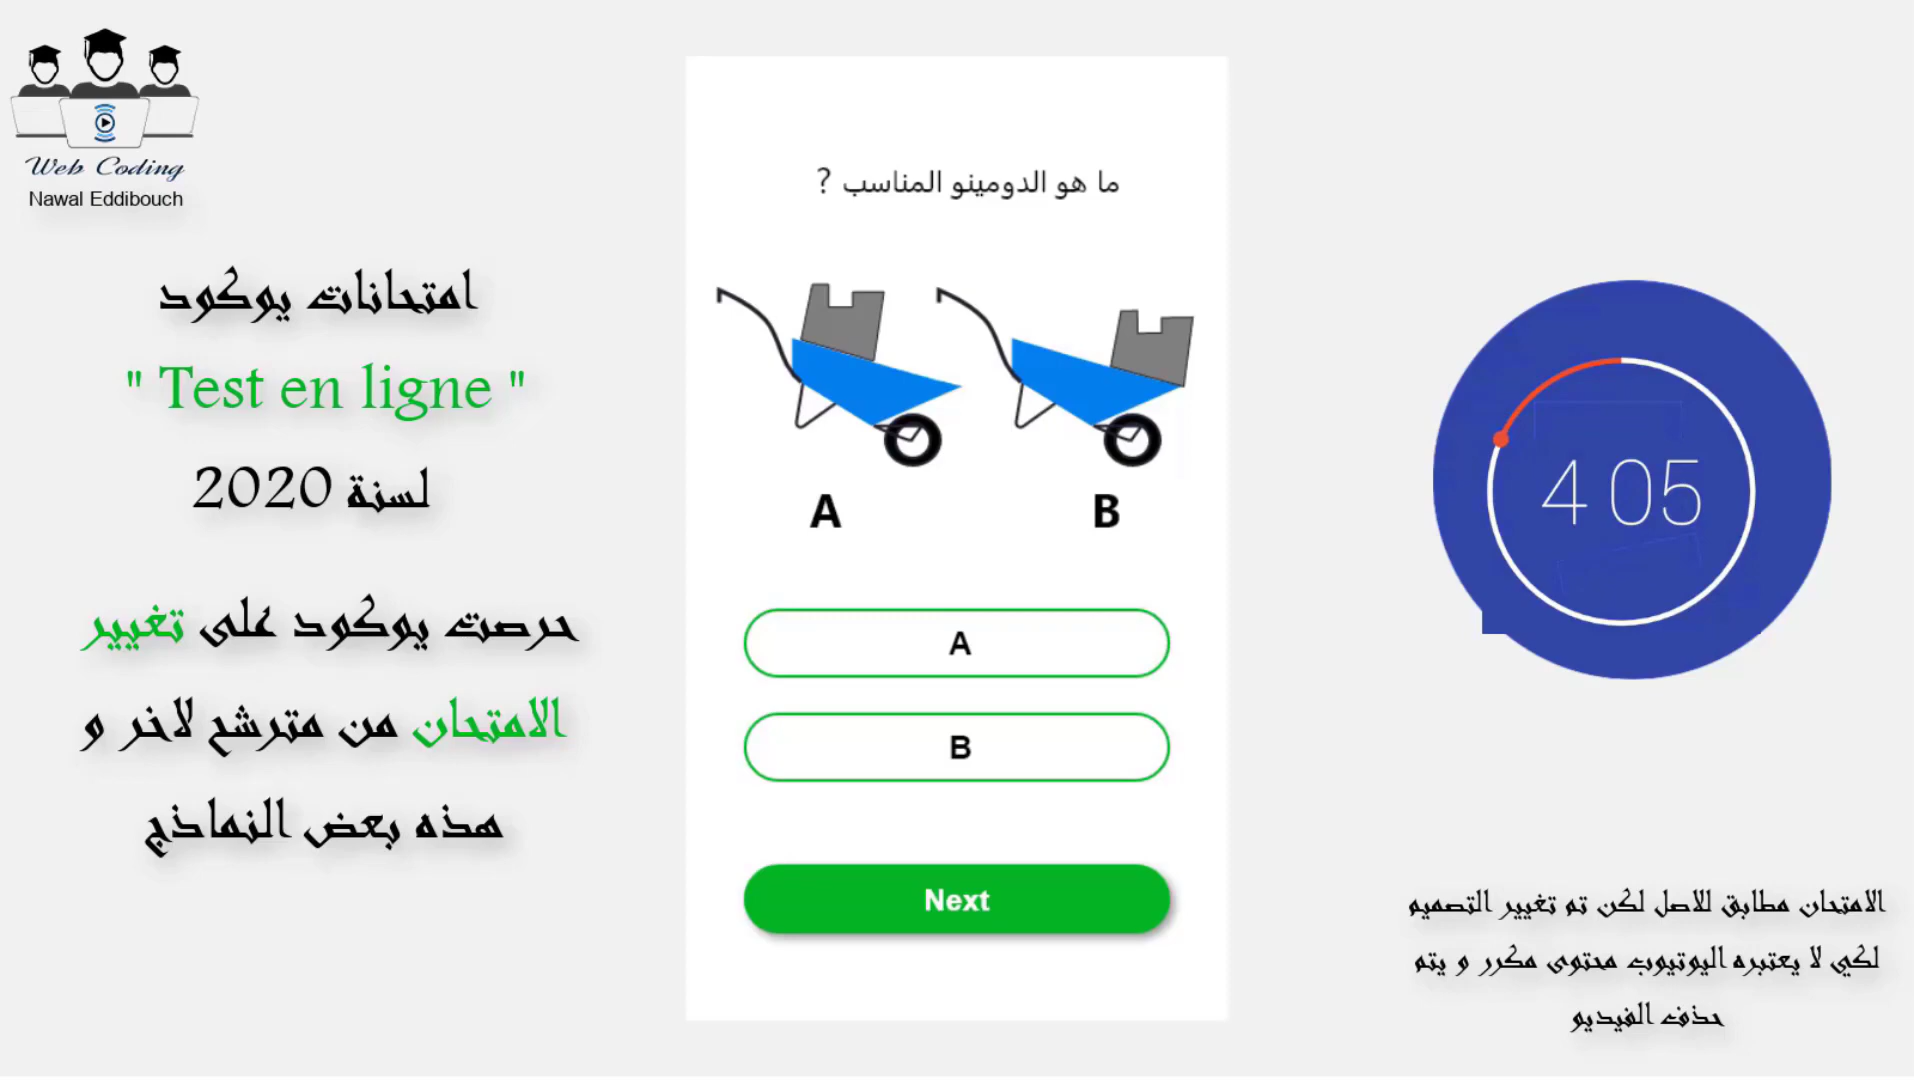 Web Coding
Nawal Eddibouch
امتحانات يوكود
" Test en ligne "
لسنة 2020
حرصت يوكود على تغيير
الامتحان من مترشح لاخر و
هذه بعض النماذج
ما هو الدومينو المناسب ?
A
B
A
B
Next
4 05
الامتحان مطابق للاصل لكن تم تغيير التصميم
لكي لا يعتبره اليوتيوب محتوى مكرر و يتم
حذف الفيديو